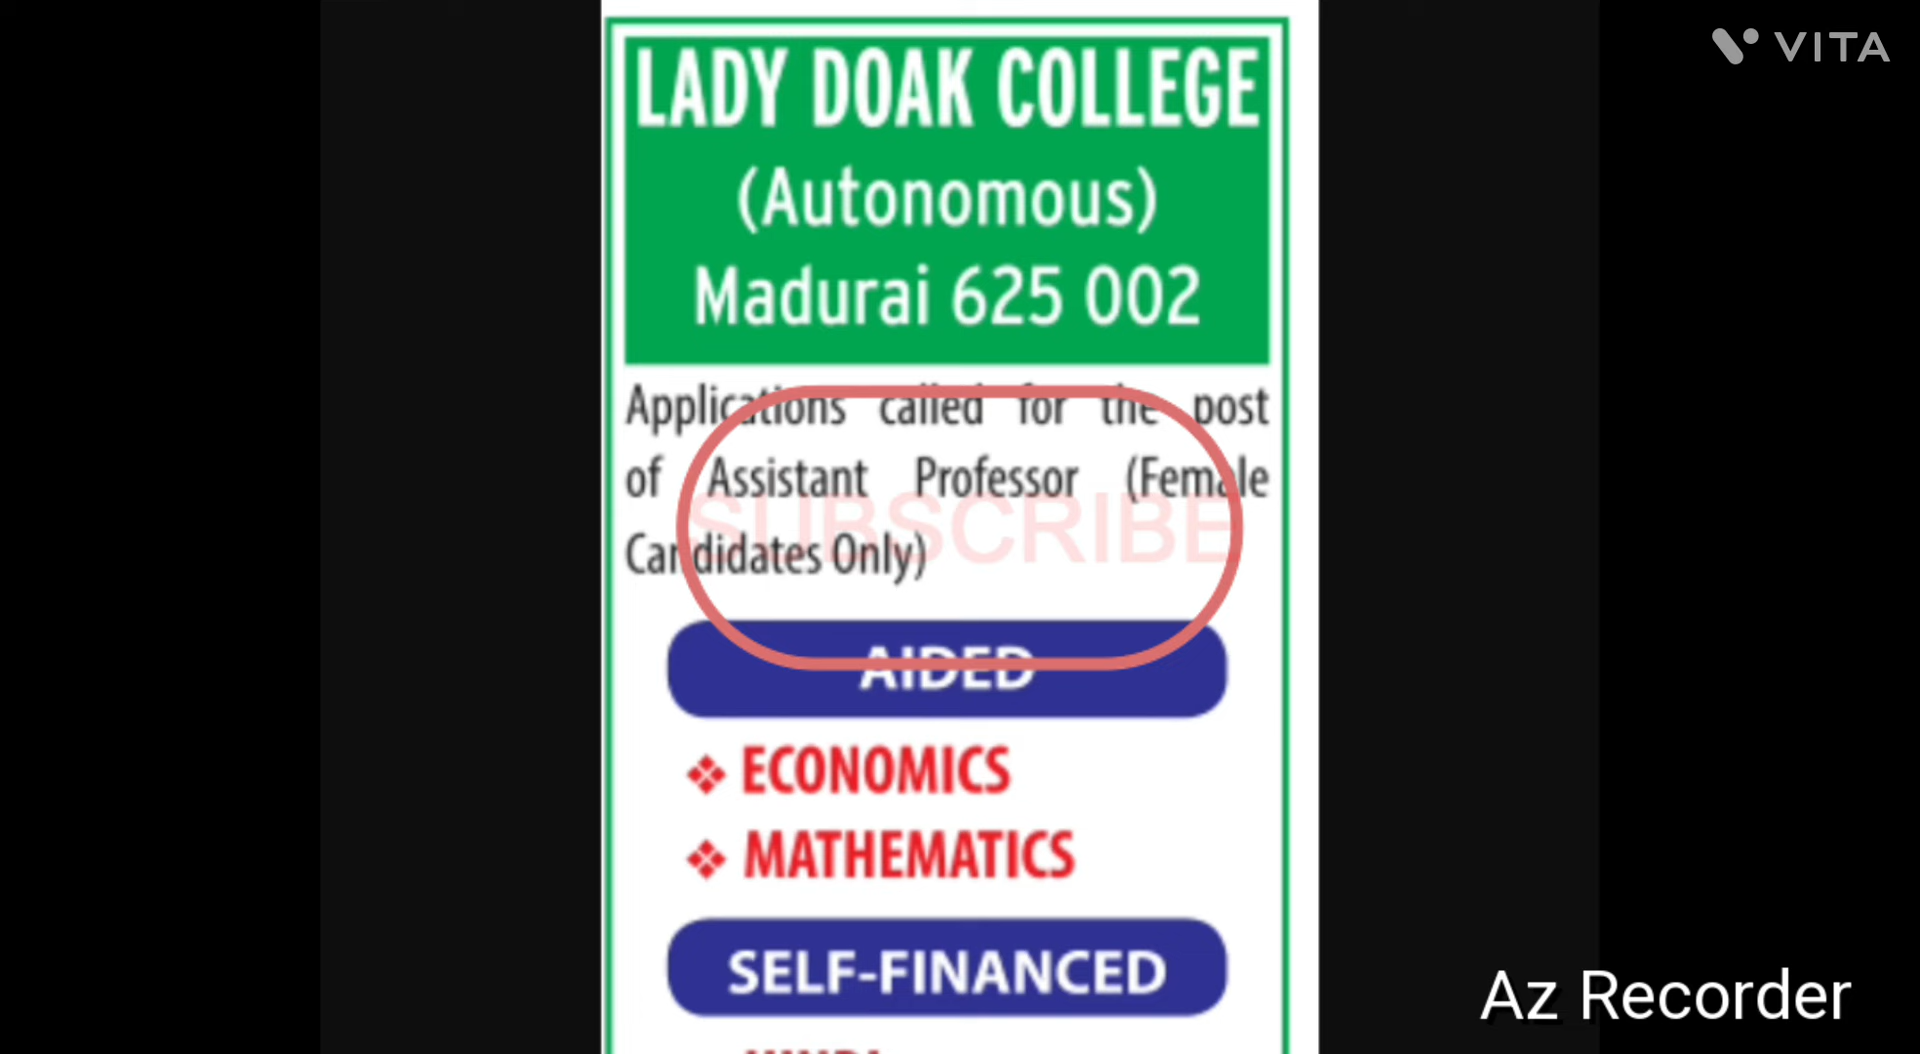 LADY DOAK COLLEGE
(Autonomous)
Madurai 625 002
Applications called for the post
of Assistant Professor (Female
Candidates Only)
SUBSCRIBE
AIDED
❖ ECONOMICS
❖ MATHEMATICS
SELF-FINANCED
VITA
Az Recorder